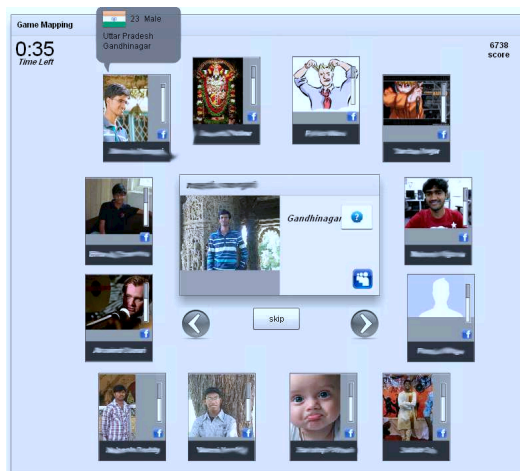 Game Mapping
23 Male
Uttar Pradesh
Gandhinagar
0:35
Time Left
6738
score
Gandhinagar
?
skip
f
f
f
f
f
f
f
f
f
f
f
f